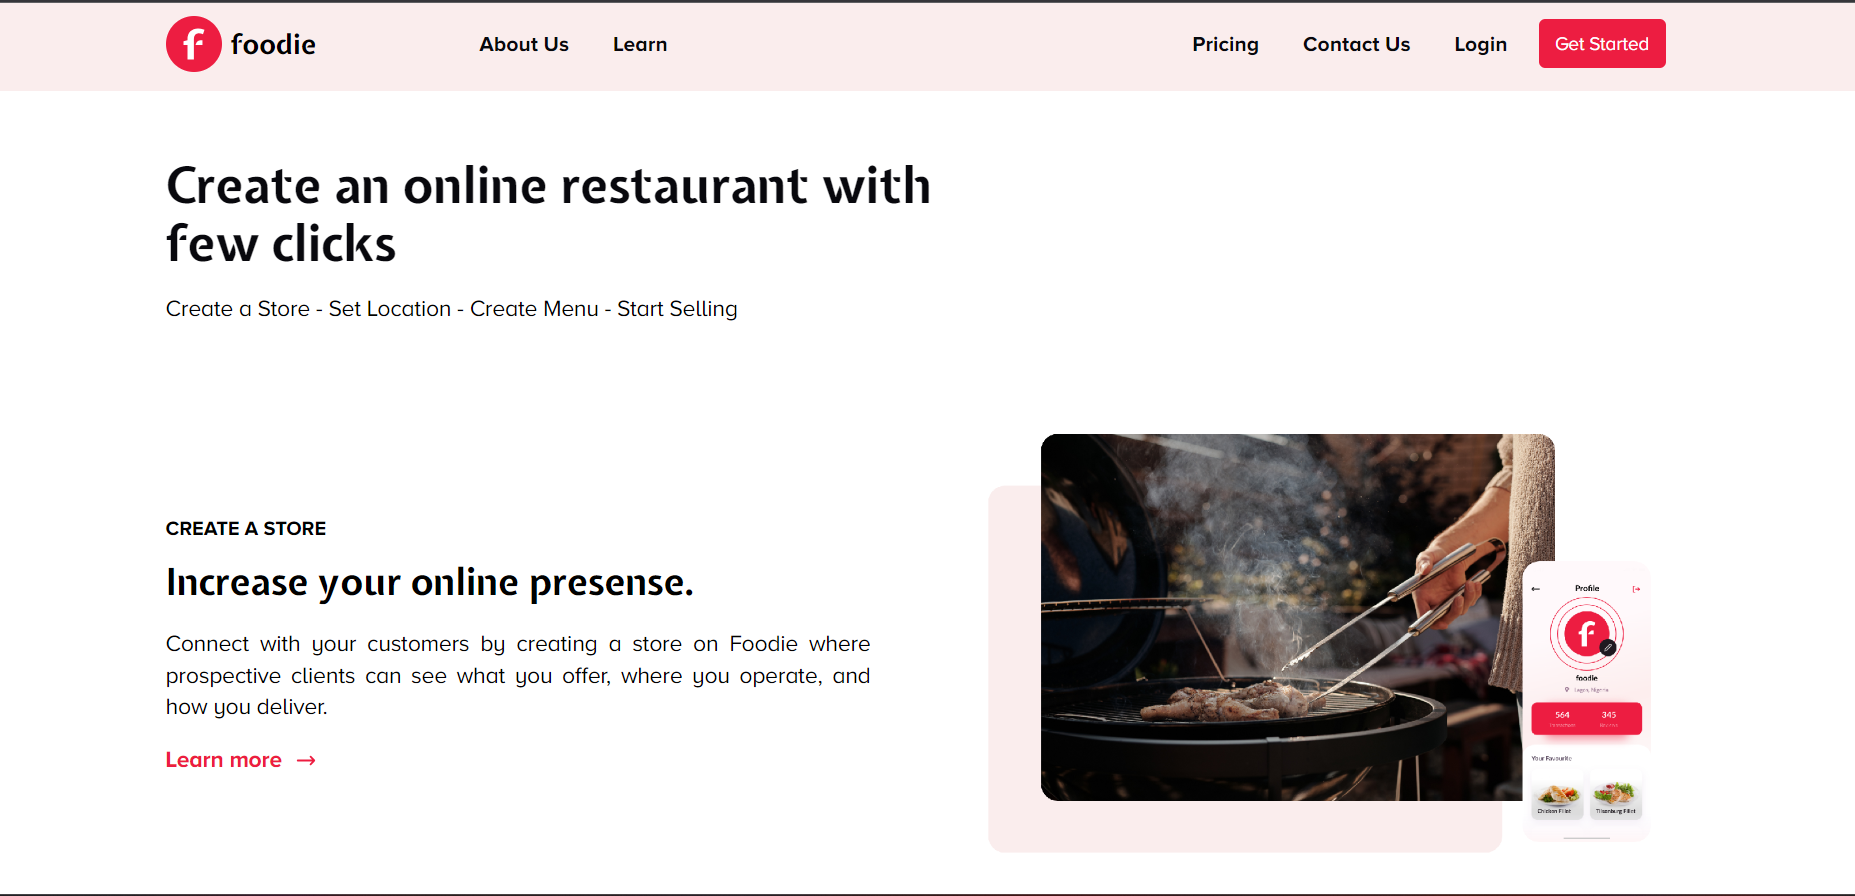 foodie
About Us
Learn
Pricing
Contact Us
Login
Get Started
Create an online restaurant with
few clicks
Create a Store - Set Location - Create Menu - Start Selling
CREATE A STORE
Increase your online presense.
Connect with your customers by creating a store on Foodie where
prospective clients can see what you offer, where you operate, and
how you deliver.
Learn more
Profile
foodie
Lagos, Nigeria
564
345
Your Favourite
Chicken Fillet